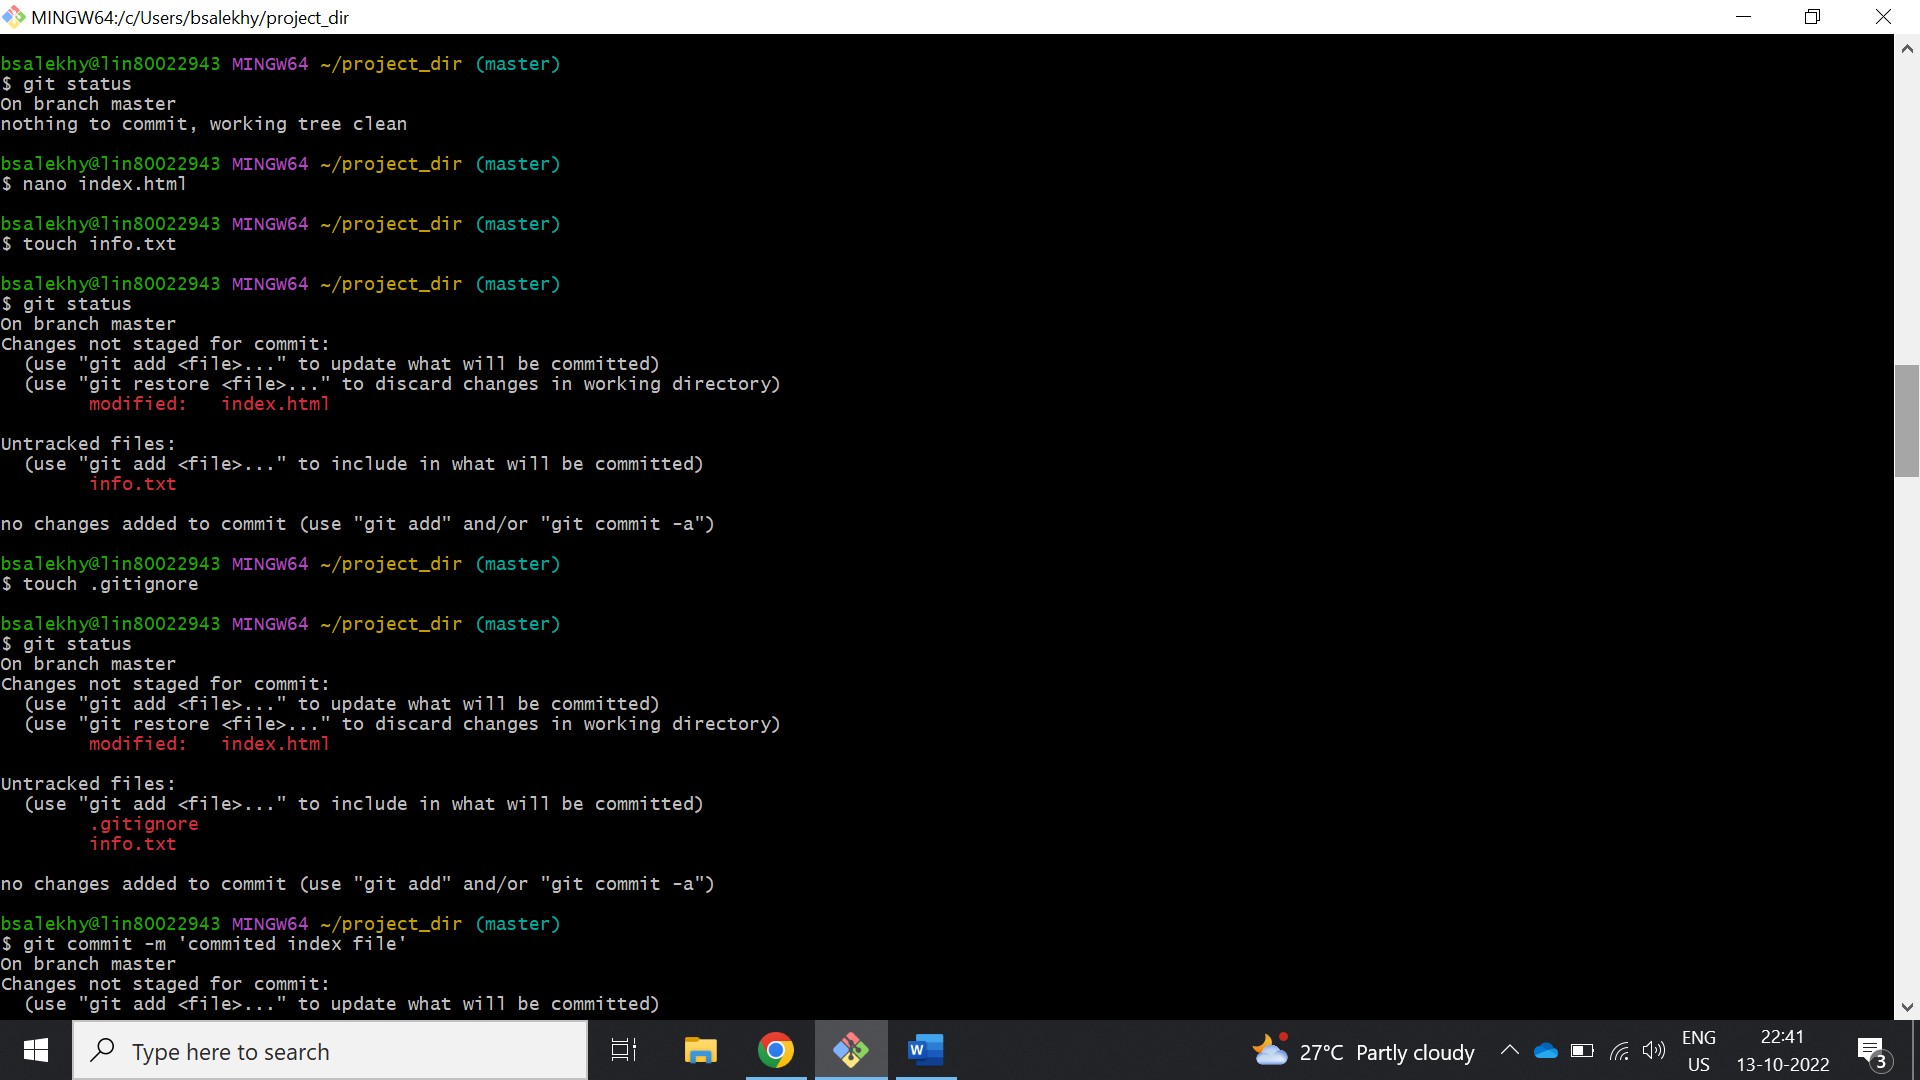 MINGW64:/c/Users/bsalekhy/project_dir
bsalekhy@lin80022943 MINGW64 ~/project_dir (master)
$ git status
On branch master
nothing to commit, working tree clean
bsalekhy@lin80022943 MINGW64 ~/project_dir (master)
$ nano index.html
bsalekhy@lin80022943 MINGW64 ~/project_dir (master)
$ touch info.txt
bsalekhy@lin80022943 MINGW64 ~/project_dir (master)
$ git status
On branch master
Changes not staged for commit:
  (use "git add <file>..." to update what will be committed)
  (use "git restore <file>..." to discard changes in working directory)
        modified:   index.html
Untracked files:
  (use "git add <file>..." to include in what will be committed)
        info.txt
no changes added to commit (use "git add" and/or "git commit -a")
bsalekhy@lin80022943 MINGW64 ~/project_dir (master)
$ touch .gitignore
bsalekhy@lin80022943 MINGW64 ~/project_dir (master)
$ git status
On branch master
Changes not staged for commit:
  (use "git add <file>..." to update what will be committed)
  (use "git restore <file>..." to discard changes in working directory)
        modified:   index.html
Untracked files:
  (use "git add <file>..." to include in what will be committed)
        .gitignore
        info.txt
no changes added to commit (use "git add" and/or "git commit -a")
bsalekhy@lin80022943 MINGW64 ~/project_dir (master)
$ git commit -m 'commited index file'
On branch master
Changes not staged for commit:
  (use "git add <file>..." to update what will be committed)
Type here to search
W
27°C Partly cloudy
ENG
US
22:41
13-10-2022
3